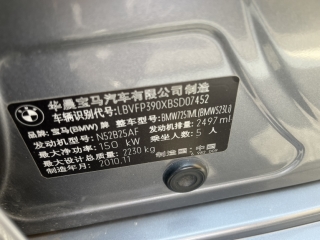 华晨宝马汽车有限公司 制造
车辆识别代号: LBVFP390XBSD07452
品牌: 宝马(BMW) 牌 整车型号: BMW7251ML(BMW523Li)
发动机型号: N52B25AF 发动机排量: 2497 ml
最大净功率: 150 kW 乘坐人数: 5 人
最大设计总质量: 2230 kg 中国
制造年月: 2010.11